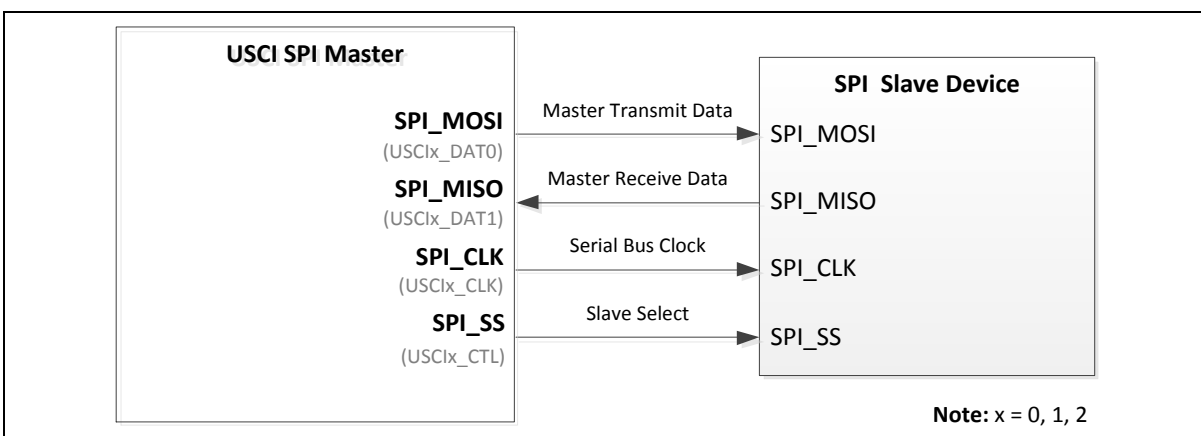 USCI SPI Master
SPI_MOSI
(USCIx_DAT0)
SPI_MISO
(USCIx_DAT1)
SPI_CLK
(USCIx_CLK)
SPI_SS
(USCIx_CTL)
Master Transmit Data
Master Receive Data
Serial Bus Clock
Slave Select
SPI Slave Device
SPI_MOSI
SPI_MISO
SPI_CLK
SPI_SS
Note: x = 0, 1, 2